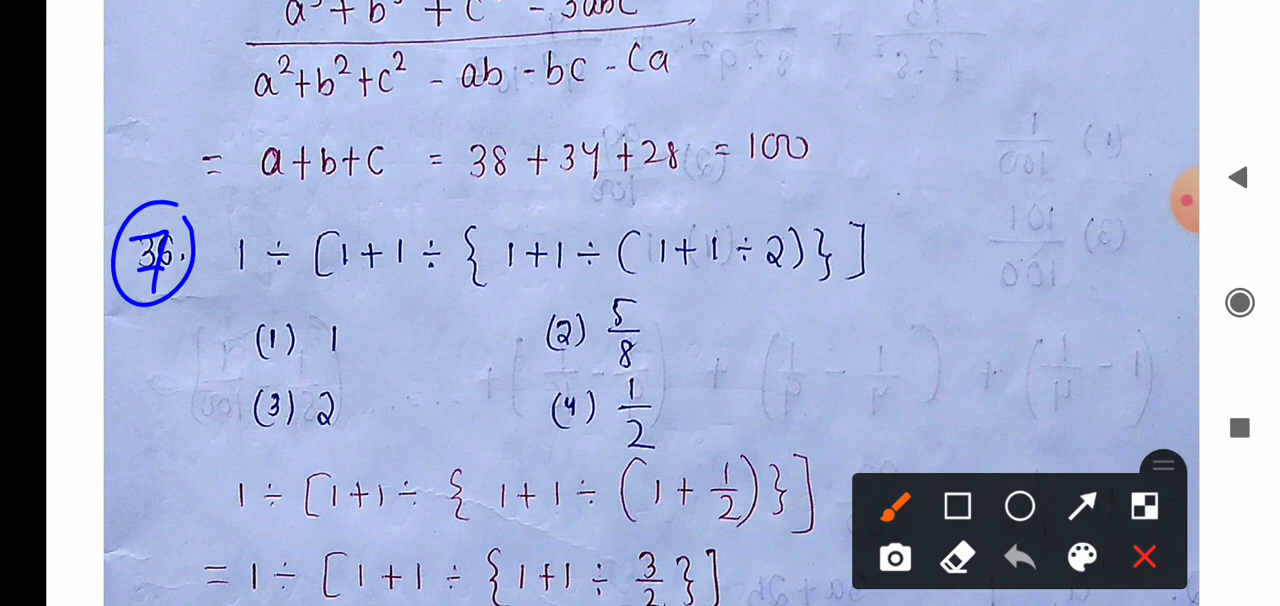 a³ + b³ + c³ - 3abc
a² + b² + c² - ab - bc - ca
= a + b + c = 38 + 34 + 28 = 100
7
36. 1 ÷ [1 + 1 ÷ { 1 + 1 ÷ (1 + 1 ÷ 2)}]
(1) 1 (2) 5/8
(3) 2 (4) 1/2
1 ÷ [1 + 1 ÷ { 1 + 1 ÷ (1 + 1/2)}]
= 1 ÷ [1 + 1 ÷ {1 + 1 ÷ 3/2}]